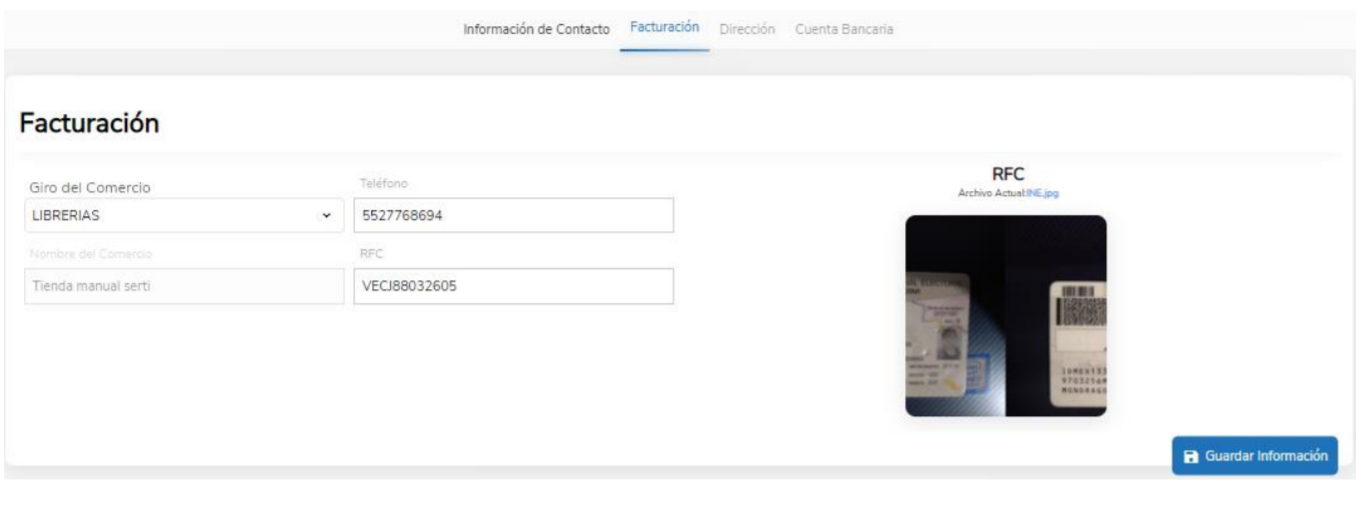 Información de Contacto Facturación Dirección Cuenta Bancaria
Facturación
Giro del Comercio
LIBRERIAS
Teléfono
5527768694
Nombre del Comercio
Tienda manual serti
RFC
VECJ88032605
RFC
Archivo Actual:INE.jpg
Guardar Información